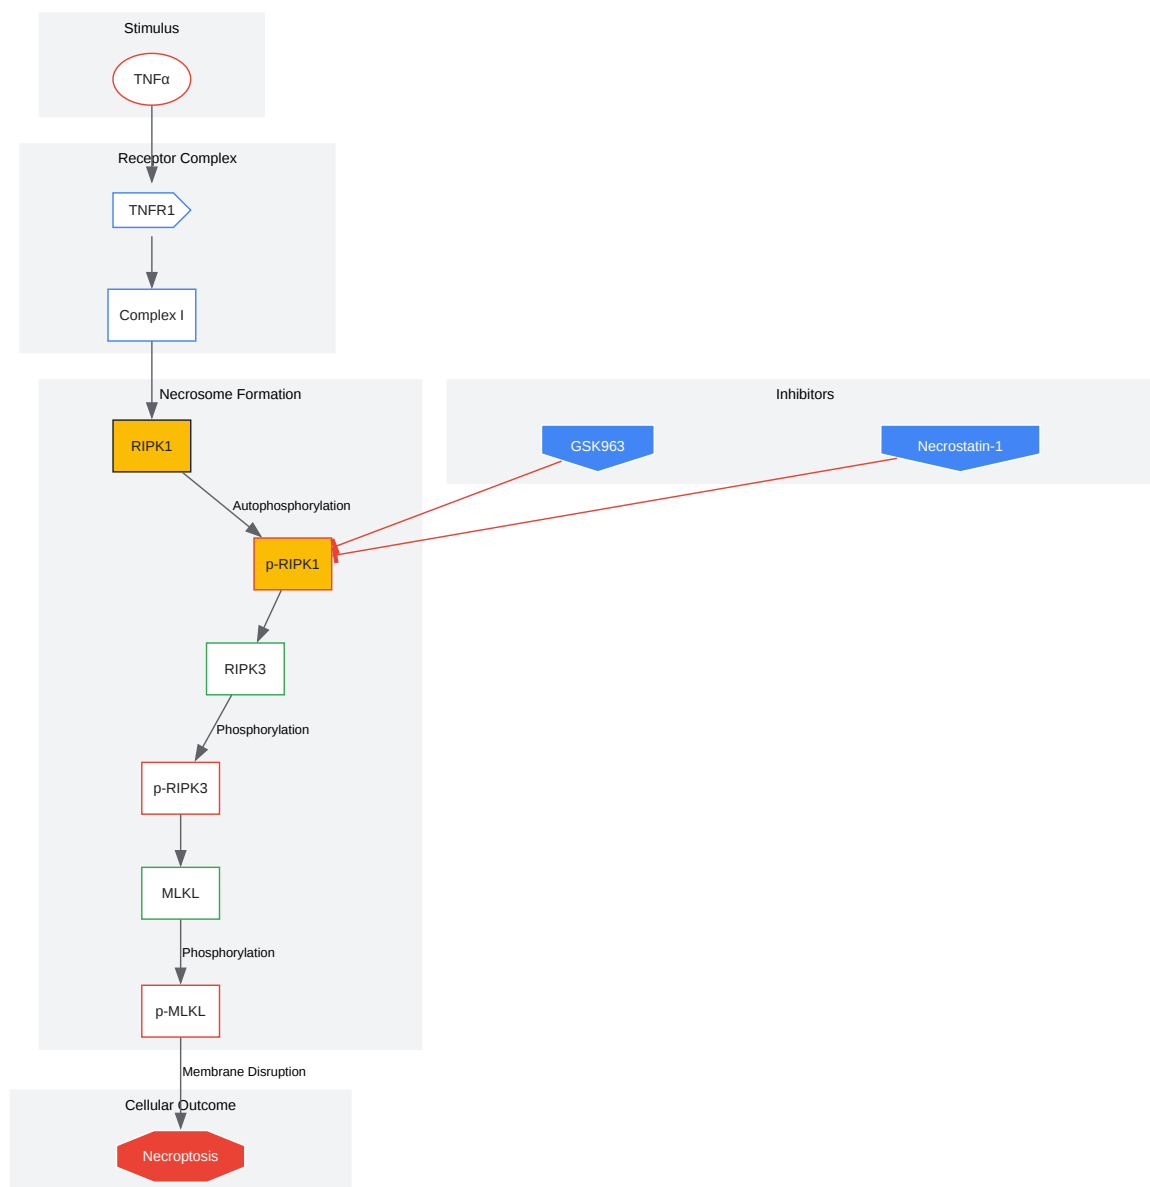 Stimulus
TNFα
Receptor Complex
TNFR1
Complex I
Necrosome Formation
Inhibitors
RIPK1
GSK963
Necrostatin-1
Autophosphorylation
p-RIPK1
RIPK3
Phosphorylation
p-RIPK3
MLKL
Phosphorylation
p-MLKL
Membrane Disruption
Cellular Outcome
Necroptosis